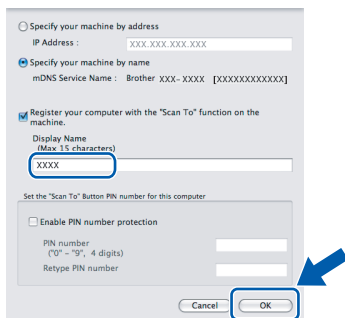 Specify your machine by address
IP Address :
XXX.XXX.XXX.XXX
Specify your machine by name
mDNS Service Name : Brother XXX-XXXX [XXXXXXXXXXXX]
Register your computer with the "Scan To" function on the
machine.
Display Name
(Max 15 characters)
XXXX
Set the "Scan To" Button PIN number for this computer
Enable PIN number protection
PIN number
("0" - "9", 4 digits)
Retype PIN number
Cancel
OK